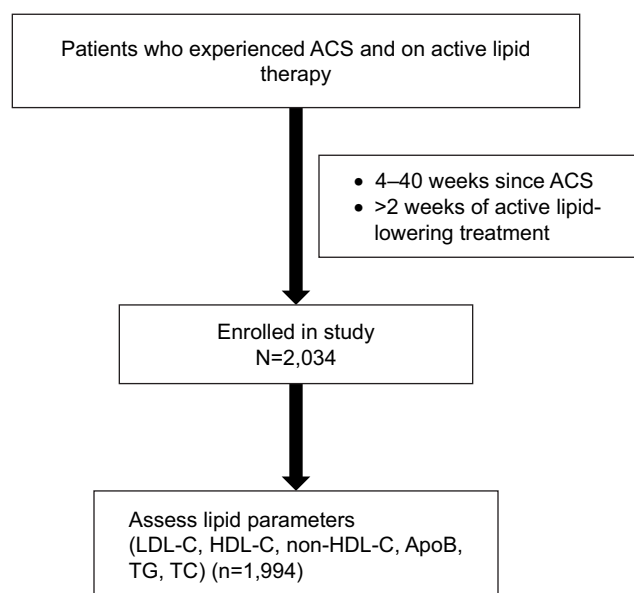 Patients who experienced ACS and on active lipid
therapy
• 4–40 weeks since ACS
• >2 weeks of active lipid-
lowering treatment
Enrolled in study
N=2,034
Assess lipid parameters
(LDL-C, HDL-C, non-HDL-C, ApoB,
TG, TC) (n=1,994)